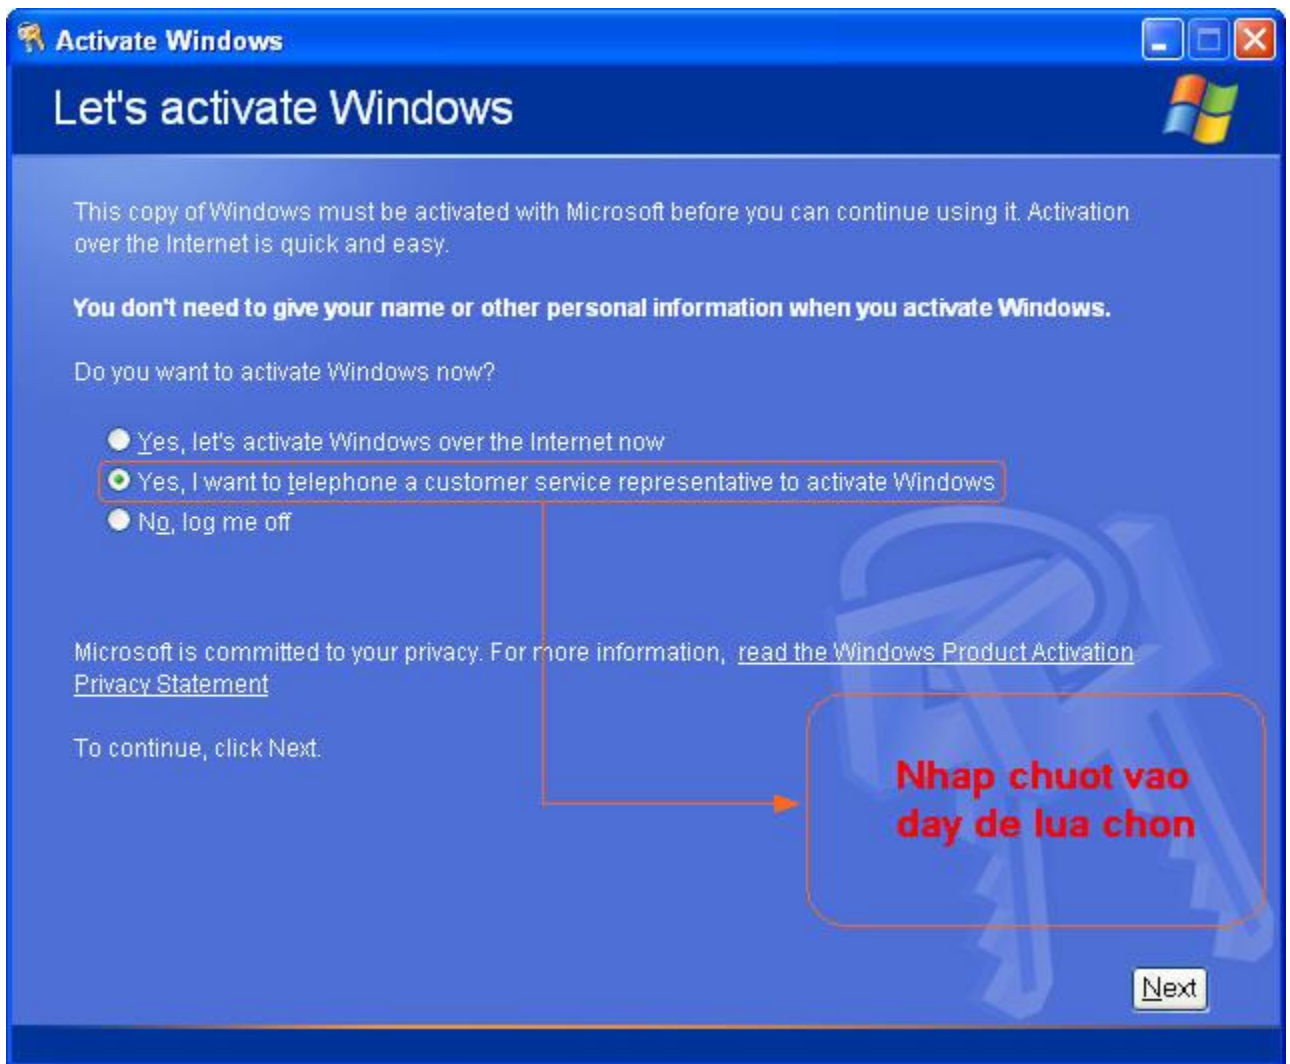 Activate Windows
Let's activate Windows
This copy of Windows must be activated with Microsoft before you can continue using it. Activation
over the Internet is quick and easy.
You don't need to give your name or other personal information when you activate Windows.
Do you want to activate Windows now?
Yes, let's activate Windows over the Internet now
Yes, I want to telephone a customer service representative to activate Windows
No, log me off
Microsoft is committed to your privacy. For more information, read the Windows Product Activation
Privacy Statement
To continue, click Next.
Nhap chuot vao
day de lua chon
Next